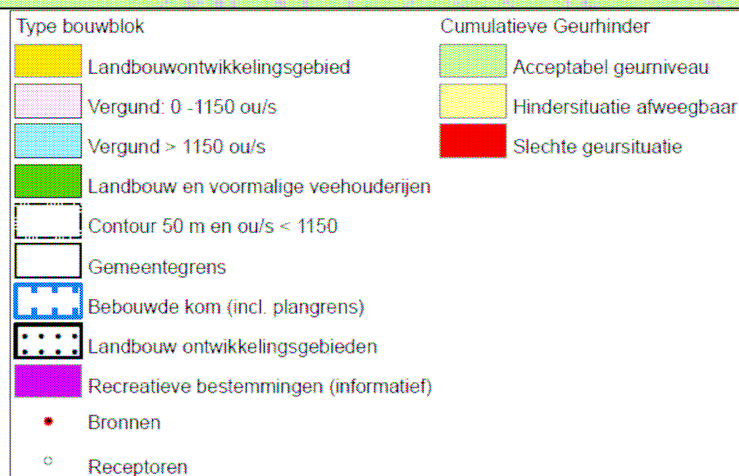 Type bouwblok
Landbouwontwikkelingsgebied
Vergund: 0 -1150 ou/s
Vergund > 1150 ou/s
Landbouw en voormalige veehouderijen
Contour 50 m en ou/s < 1150
Gemeentegrens
Bebouwde kom (incl. plangrens)
Landbouw ontwikkelingsgebieden
Recreatieve bestemmingen (informatief)
Bronnen
Receptoren
Cumulatieve Geurhinder
Acceptabel geurniveau
Hindersituatie afweegbaar
Slechte geursituatie